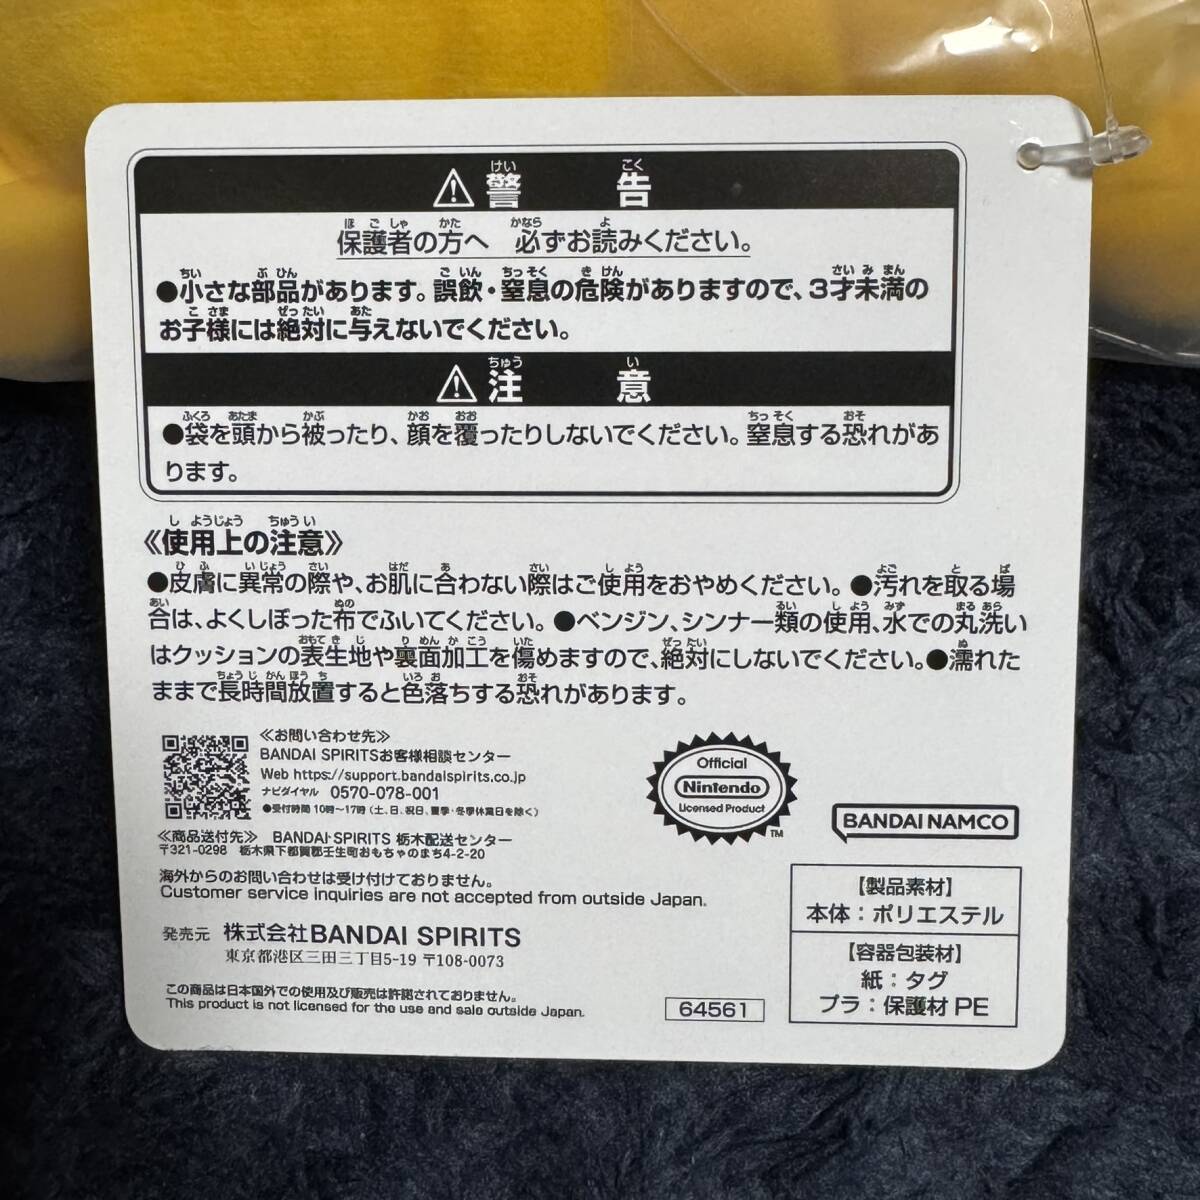 ⚠警告
保護者の方へ 必ずお読みください。
●小さな部品があります。誤飲・窒息の危険がありますので、3才未満の
お子様には絶対に与えないでください。
⚠注意
●袋を頭から被ったり、顔を覆ったりしないでください。窒息する恐れがあ
ります。
《使用上の注意》
●皮膚に異常の際や、お肌に合わない際はご使用をおやめください。●汚れを取る場
合は、よくしぼった布でふいてください。●ベンジン、シンナー類の使用、水での丸洗い
はクッションの表生地や裏面加工を傷めますので、絶対にしないでください。●濡れた
ままで長時間放置すると色落ちする恐れがあります。
≪お問い合わせ先≫
BANDAI SPIRITSお客様相談センター
Web https://support.bandaispirits.co.jp
ナビダイヤル 0570-078-001
●受付時間 10時〜17時(土、日、祝日、夏季・冬季休業日を除く)
≪商品送付先≫ BANDAI SPIRITS 栃木配送センター
〒321-0298 栃木県下都賀郡壬生町おもちゃのまち4-2-20
海外からのお問い合わせは受け付けておりません。
Customer service inquiries are not accepted from outside Japan.
発売元 株式会社BANDAI SPIRITS
東京都港区三田三丁目5-19 〒108-0073
この商品は日本国外での使用及び販売は許諾されておりません。
This product is not licensed for the use and sale outside Japan.
64561
Official
Nintendo
Licensed Product
TM
BANDAI NAMCO
【製品素材】
本体:ポリエステル
【容器包装材】
紙:タグ
プラ:保護材 PE